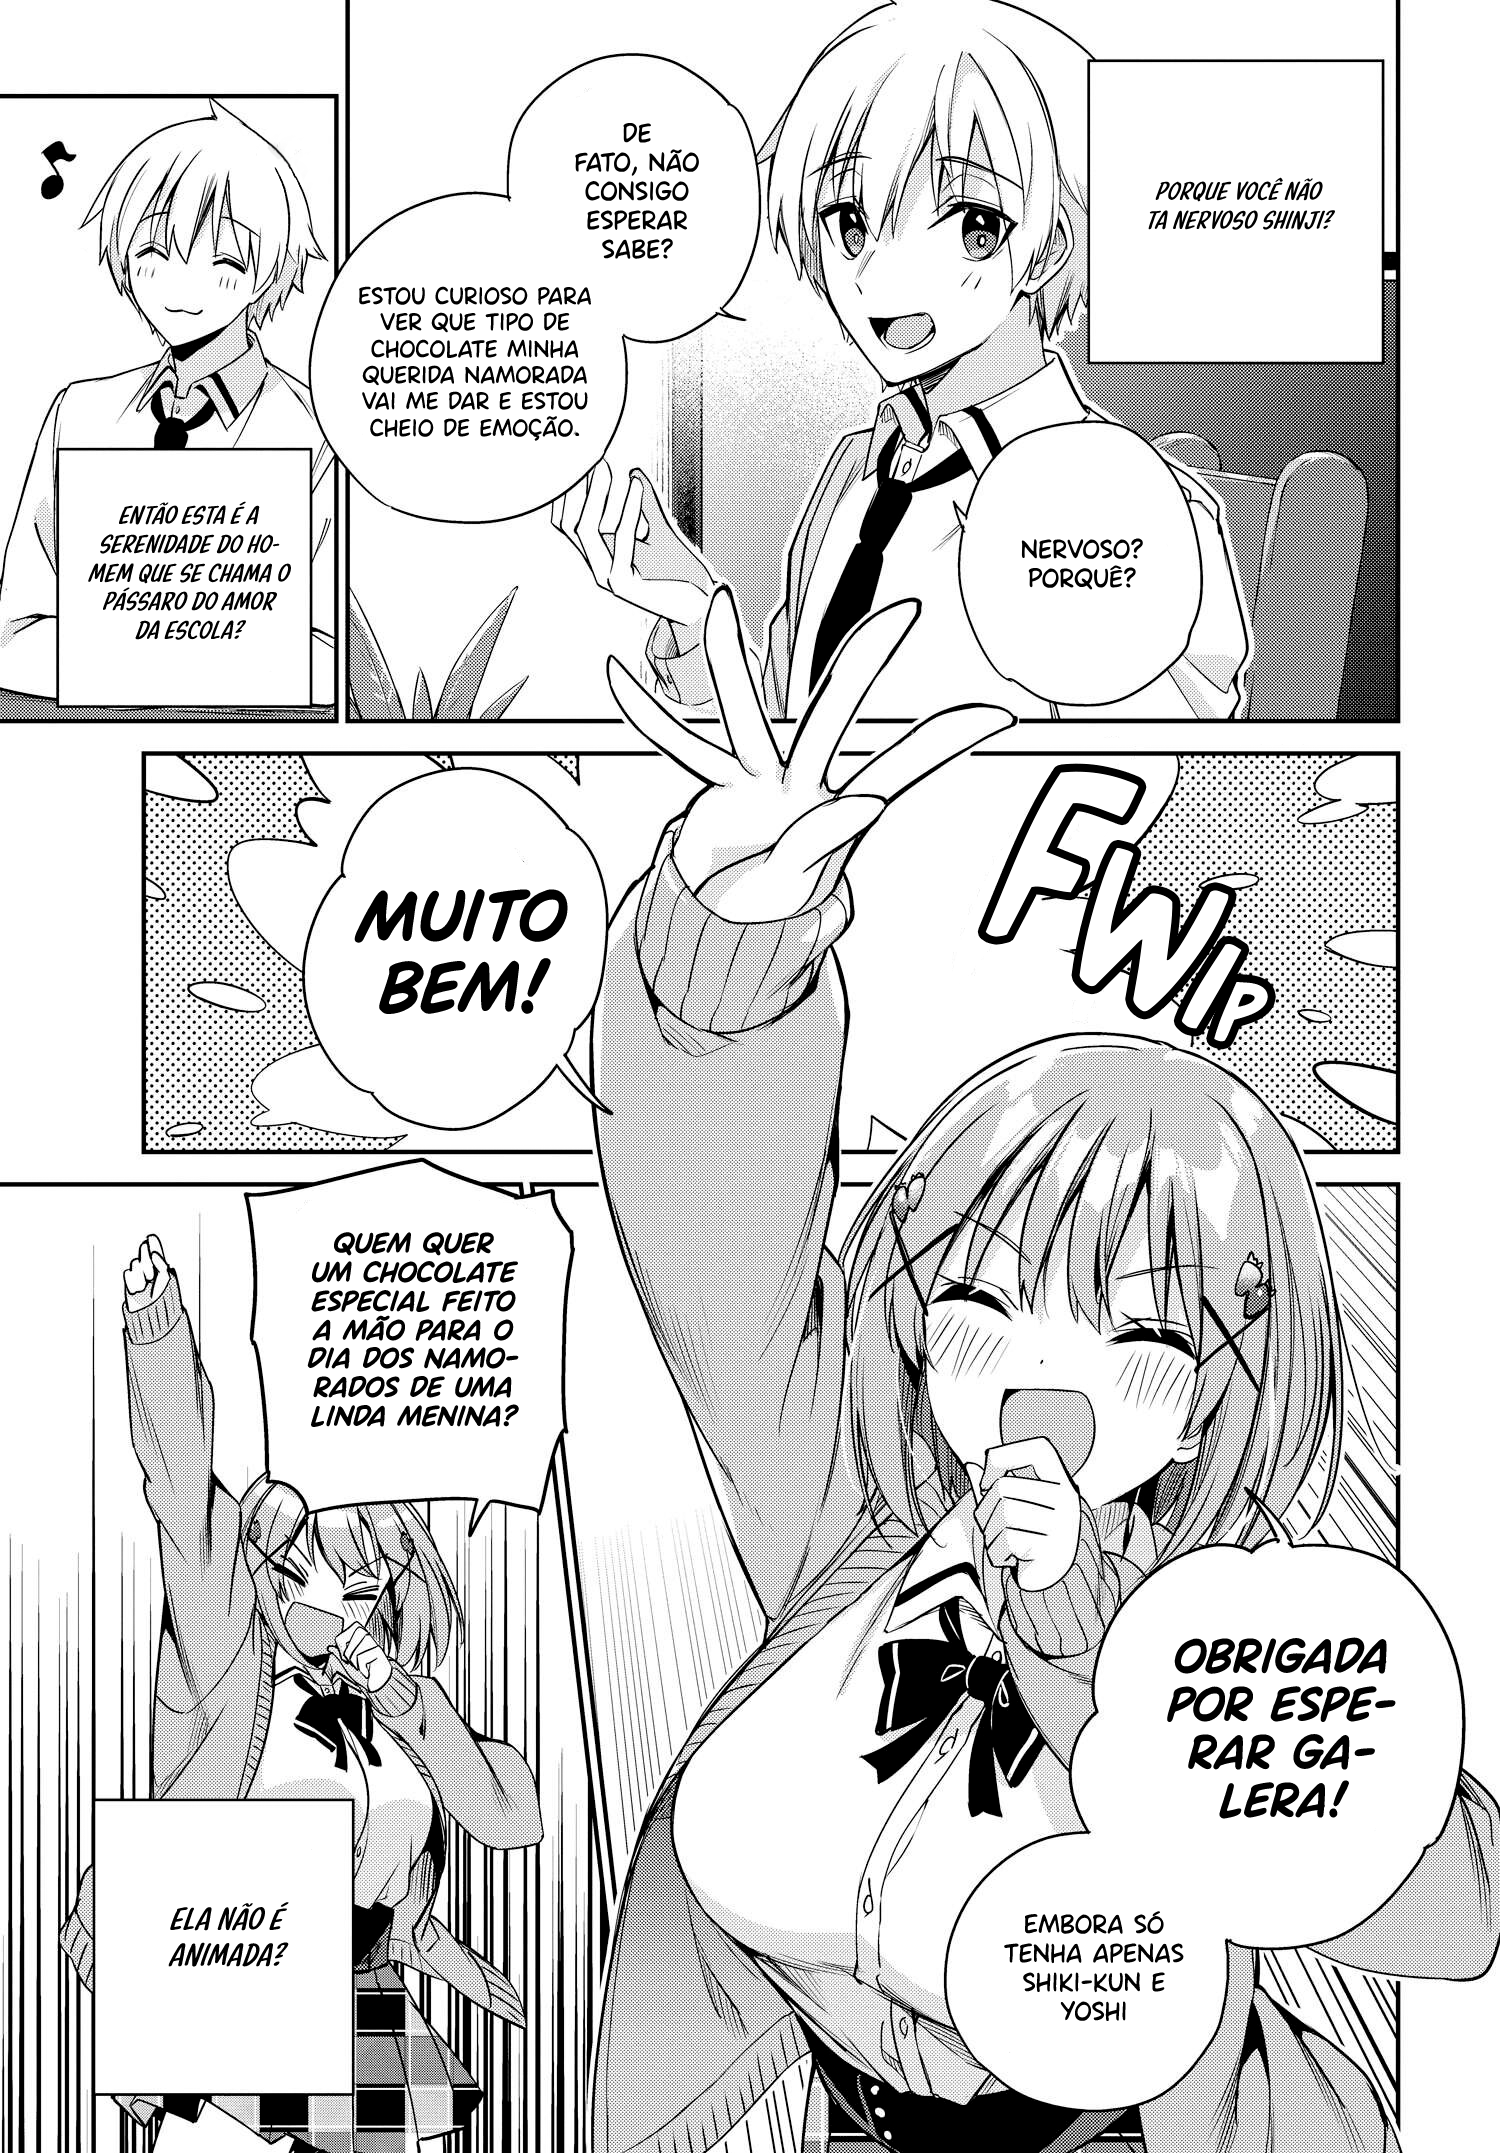 PORQUE VOCÊ NÃO
TA NERVOSO SHINJI?
NERVOSO?
PORQUÊ?
DE
FATO, NÃO
CONSIGO
ESPERAR
SABE?
ESTOU CURIOSO PARA
VER QUE TIPO DE
CHOCOLATE MINHA
QUERIDA NAMORADA
VAI ME DAR E ESTOU
CHEIO DE EMOÇÃO.
ENTÃO ESTA É A
SERENIDADE DO HO-
MEM QUE SE CHAMA O
PÁSSARO DO AMOR
DA ESCOLA?
FWIP
MUITO
BEM!
OBRIGADA
POR ESPE-
RAR GA-
LERA!
EMBORA SÓ
TENHA APENAS
SHIKI-KUN E
YOSHI
QUEM QUER
UM CHOCOLATE
ESPECIAL FEITO
A MÃO PARA O
DIA DOS NAMO-
RADOS DE UMA
LINDA MENINA?
ELA NÃO É
ANIMADA?